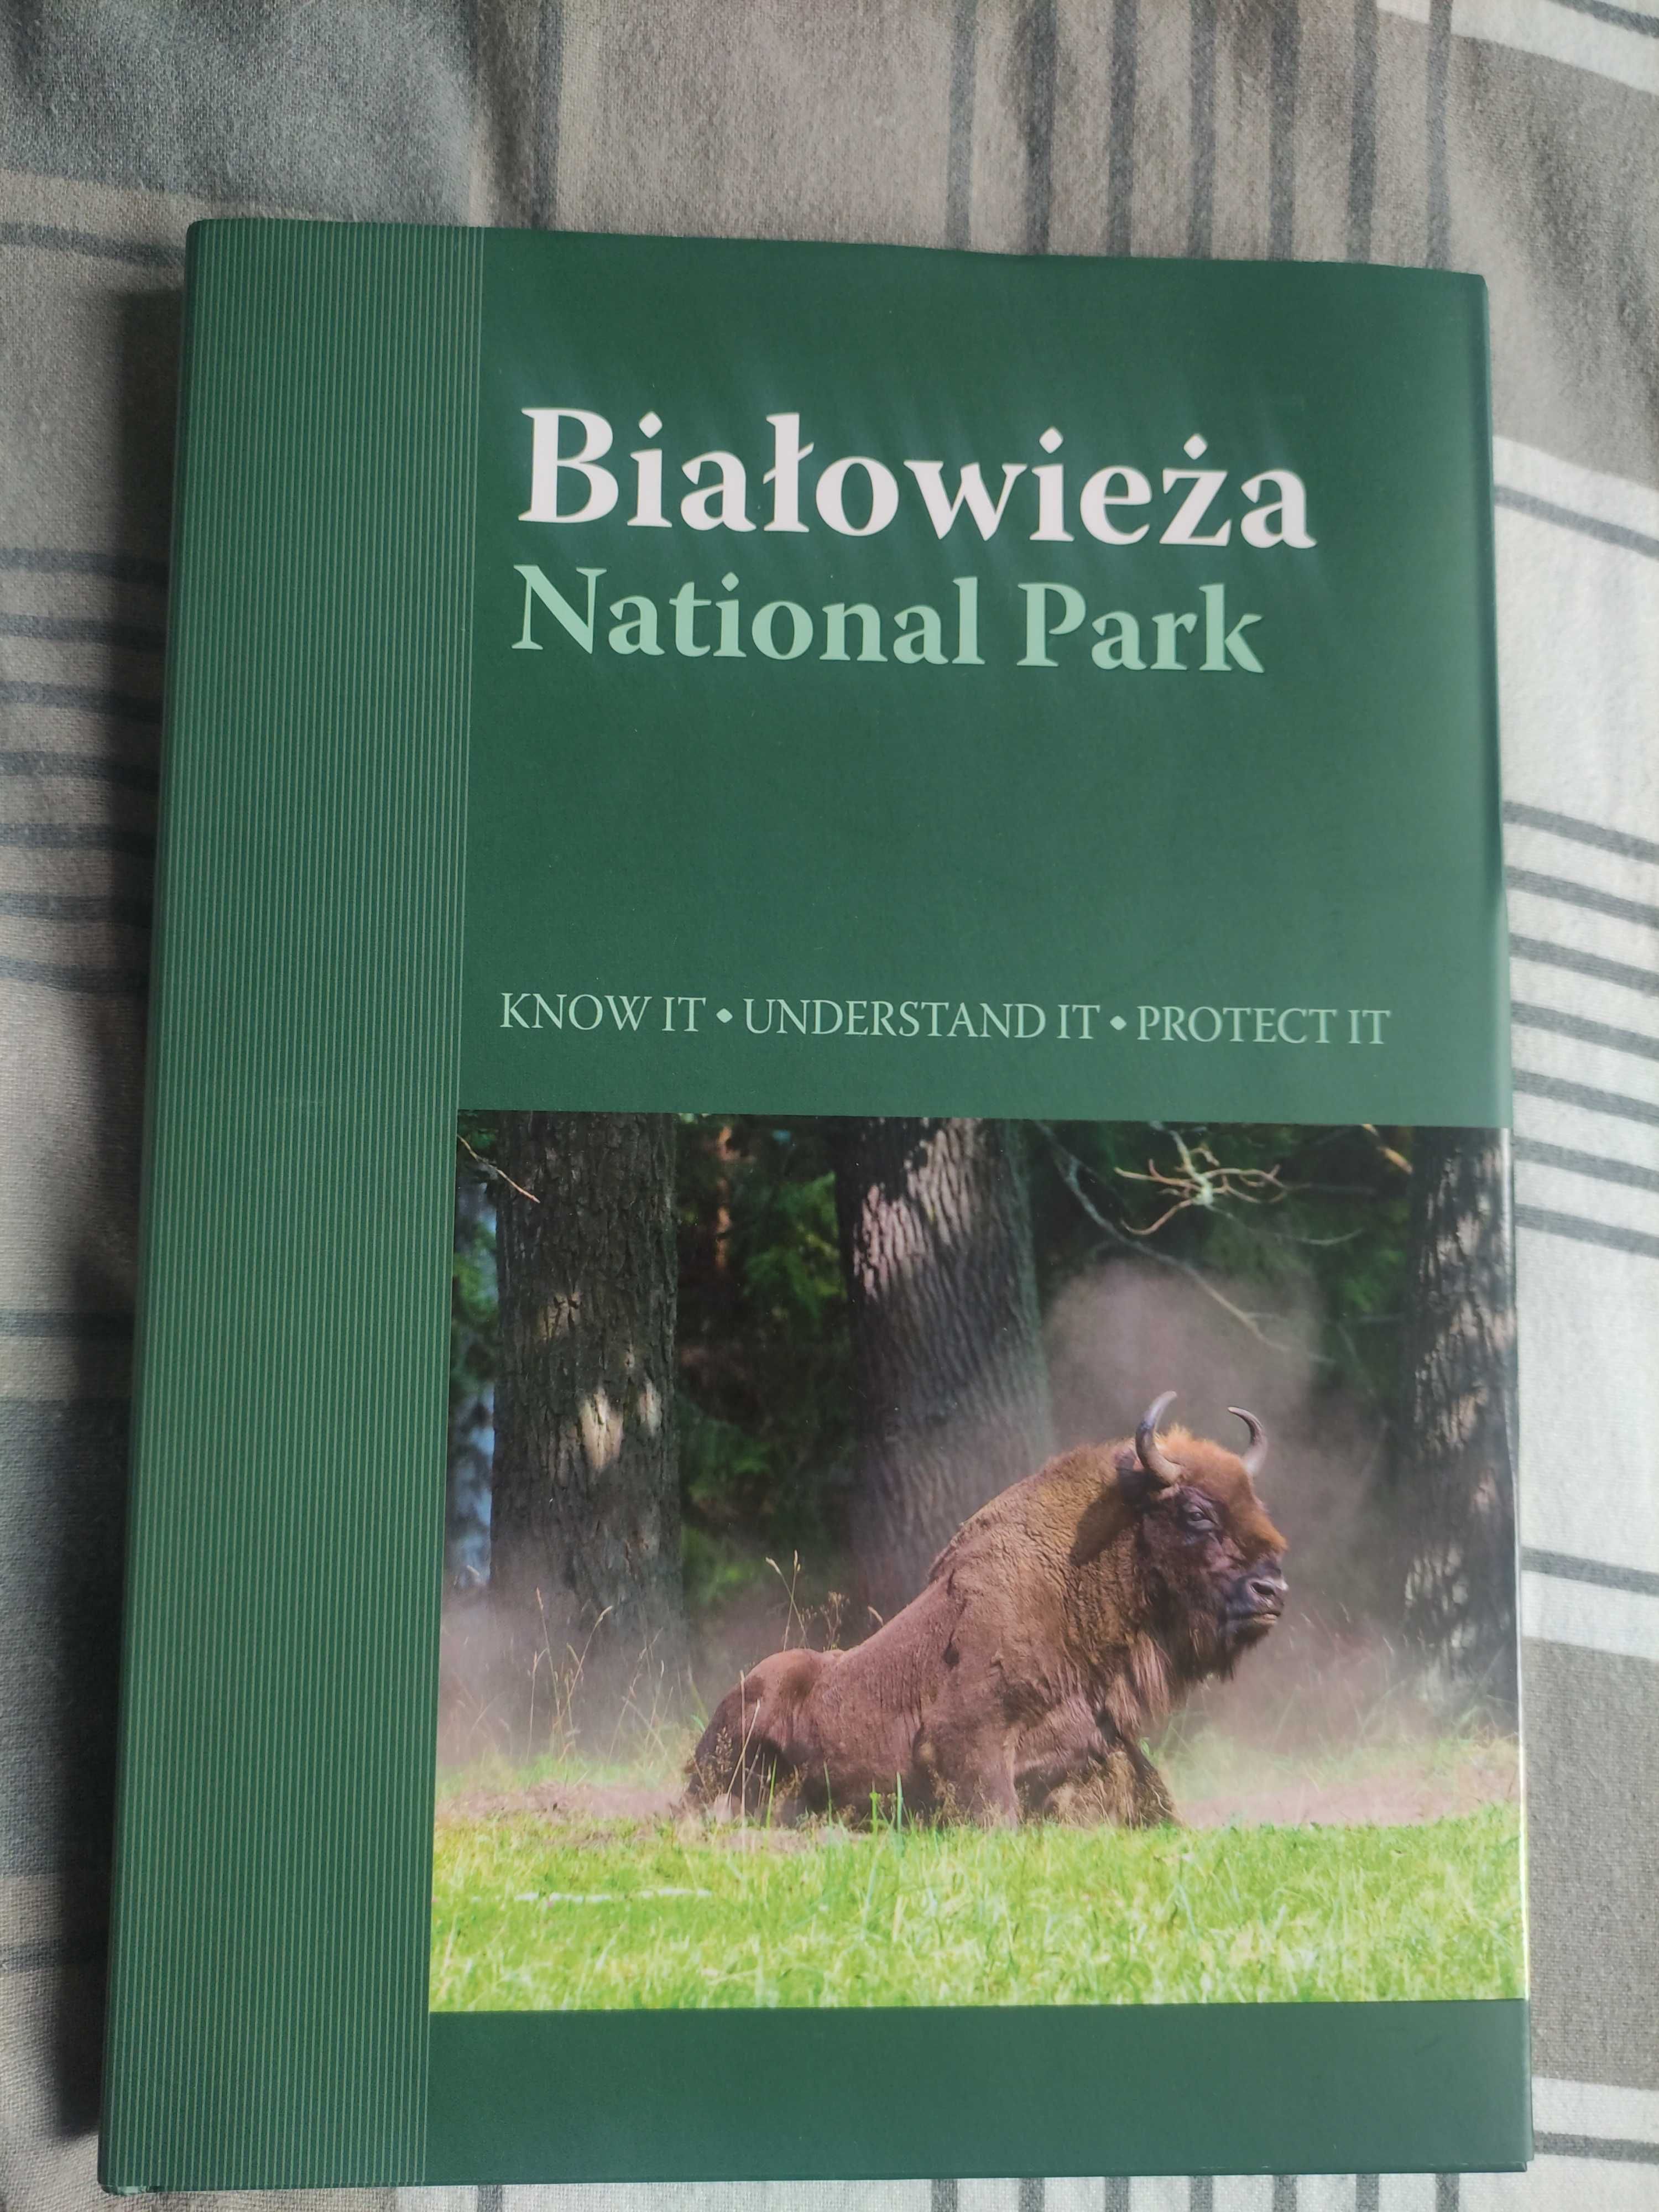 Białowieża
National Park
KNOW IT • UNDERSTAND IT • PROTECT IT